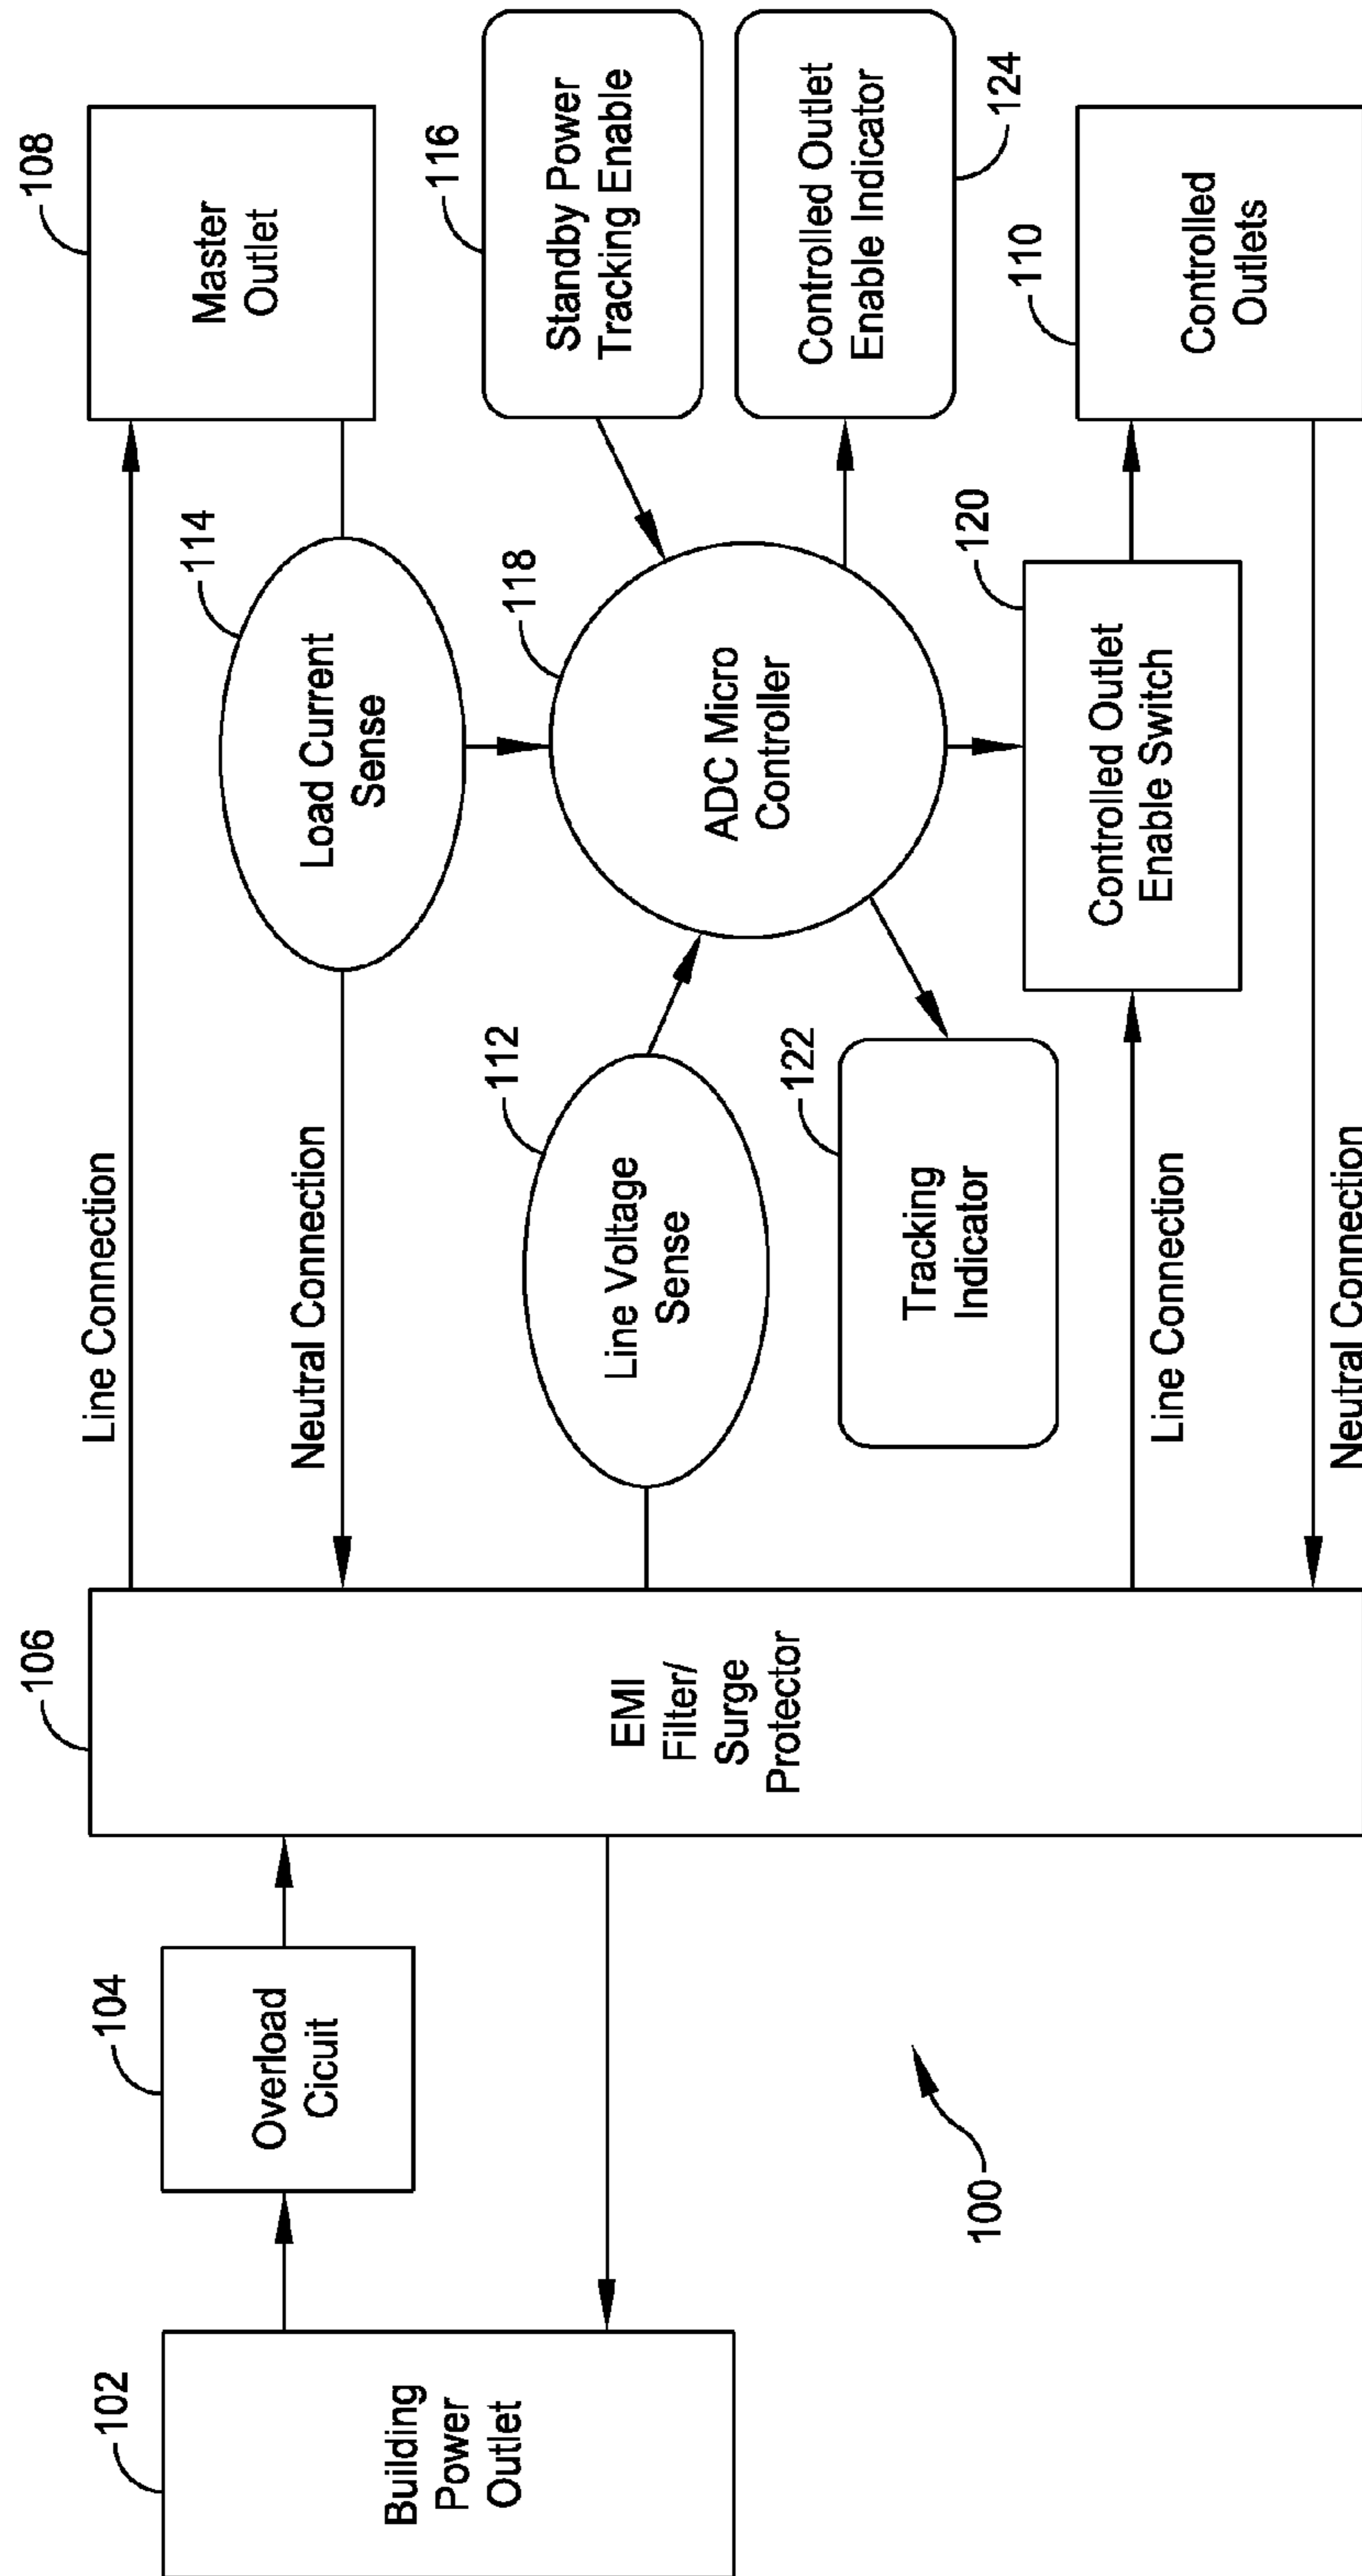 102
Building
Power
Outlet
104
Overload
Cicuit
106
EMI
Filter/
Surge
Protector
Line Connection
Neutral Connection
108
Master
Outlet
114
Load Current
Sense
112
Line Voltage
Sense
118
ADC Micro
Controller
116
Standby Power
Tracking Enable
Controlled Outlet
Enable Indicator
124
122
Tracking
Indicator
120
Controlled Outlet
Enable Switch
Line Connection
110
Controlled
Outlets
Neutral Connection
100